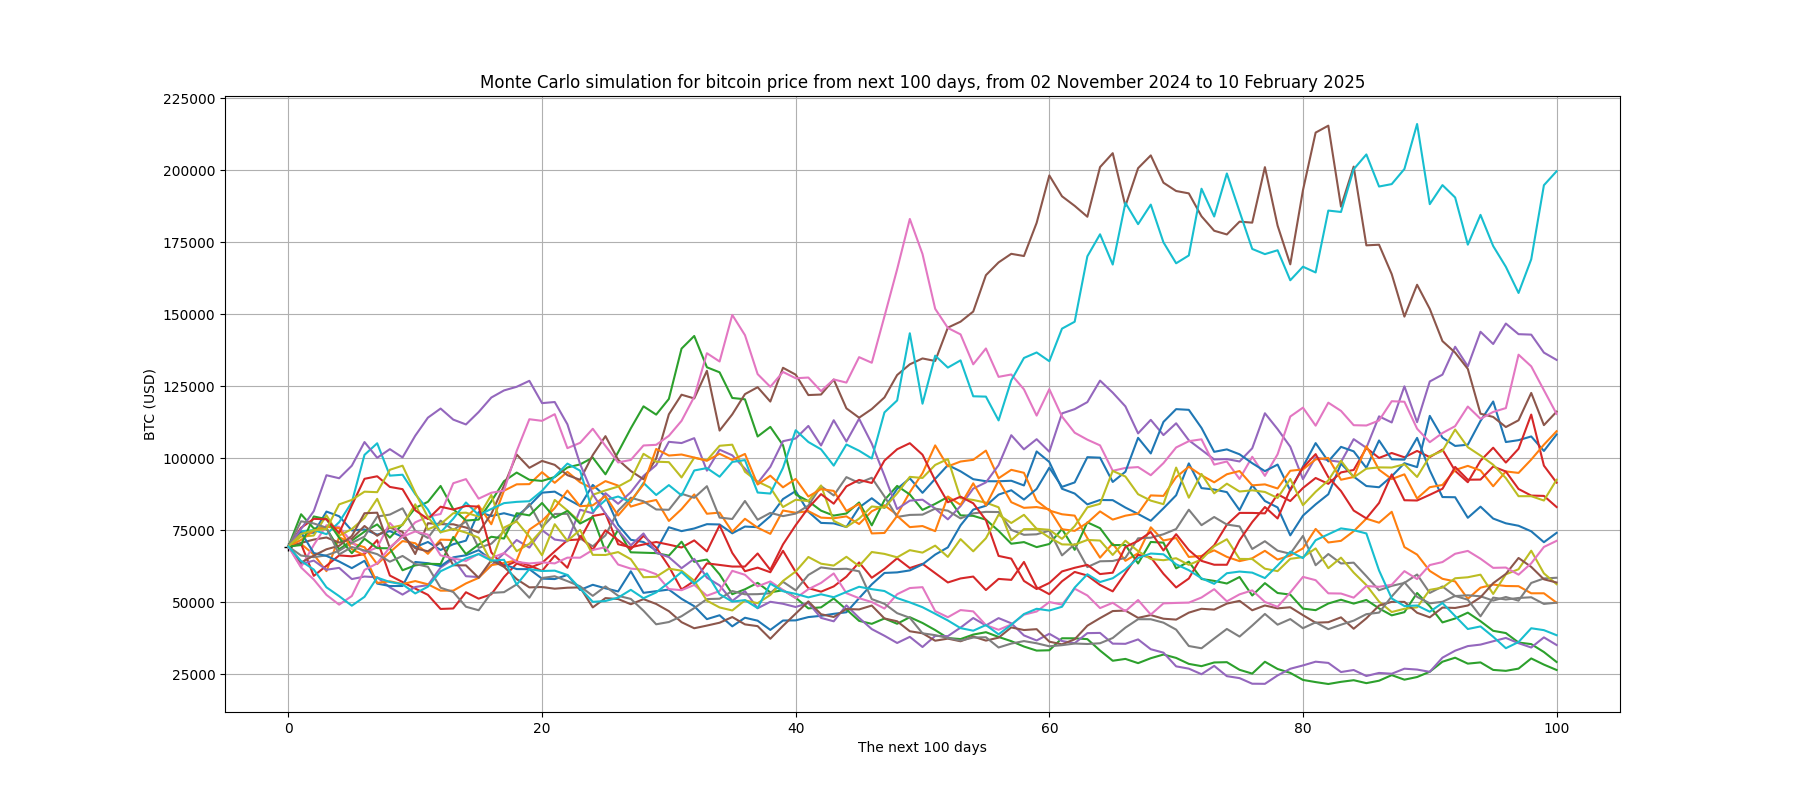 Monte Carlo simulation for bitcoin price from next 100 days, from 02 November 2024 to 10 February 2025
225000
200000
175000
150000
125000
100000
75000
50000
25000
BTC (USD)
0 20 40 60 80 100
The next 100 days